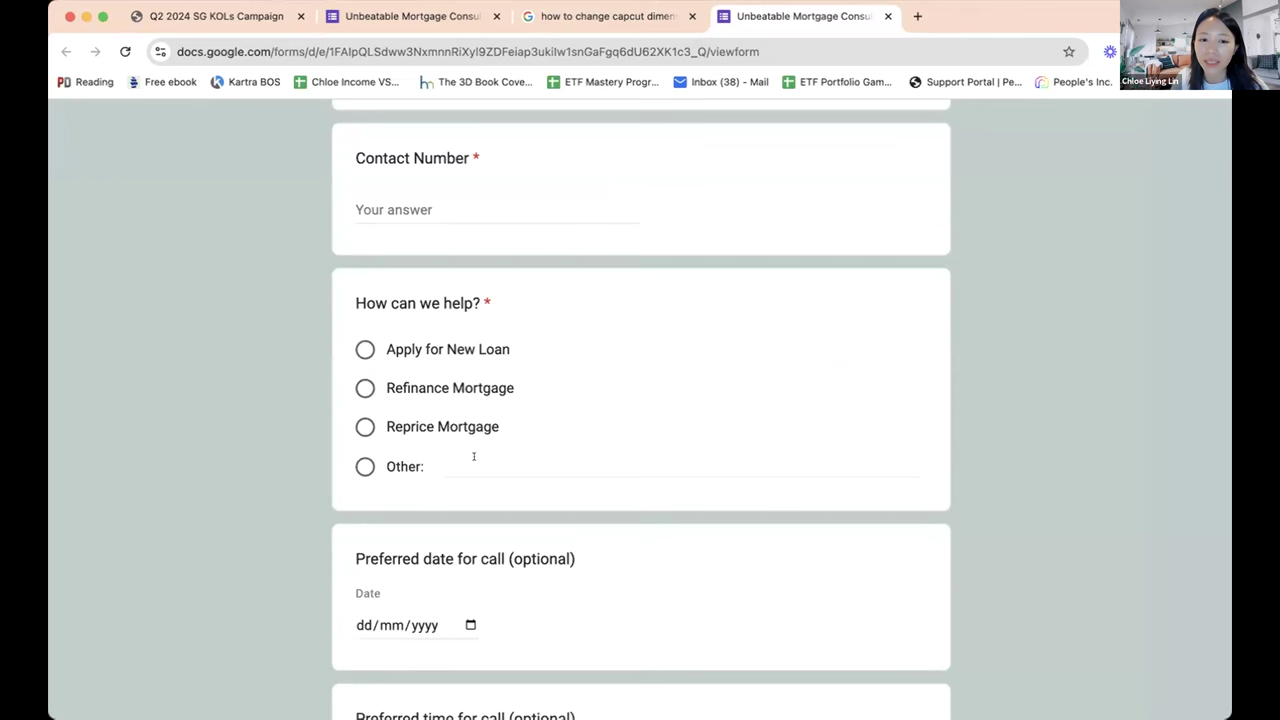 Q2 2024 SG KOLs Campaign
Unbeatable Mortgage Consul
how to change capcut dimen
Unbeatable Mortgage Consul
docs.google.com/forms/d/e/1FAIpQLSdww3NxmnnRiXyI9ZDFeiap3ukiIw1snGaFgq6dU62XK1c3_Q/viewform
Reading
Free ebook
Kartra BOS
Chloe Income VS...
The 3D Book Cove...
ETF Mastery Progr...
Inbox (38) - Mail
ETF Portfolio Gam...
Support Portal | Pe...
People's Inc.
Chloe Liying Lin
Contact Number *
Your answer
How can we help? *
Apply for New Loan
Refinance Mortgage
Reprice Mortgage
Other:
Preferred date for call (optional)
Date
dd/mm/yyyy
Preferred time for call (optional)